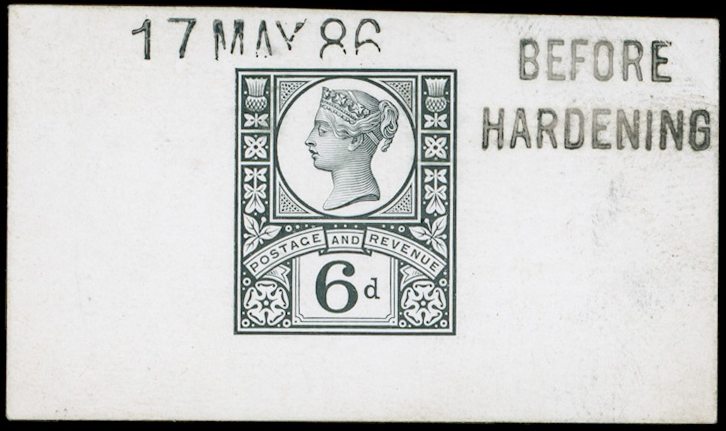 17 MAY 86
BEFORE
HARDENING
POSTAGE AND REVENUE
6d